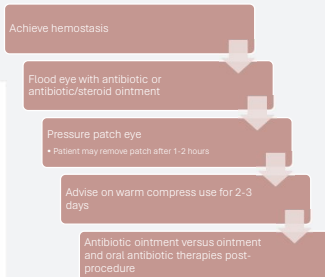 Achieve hemostasis
Flood eye with antibiotic or
antibiotic/steroid ointment
Pressure patch eye
• Patient may remove patch after 1-2 hours
Advise on warm compress use for 2-3
days
Antibiotic ointment versus ointment
and oral antibiotic therapies post-
procedure